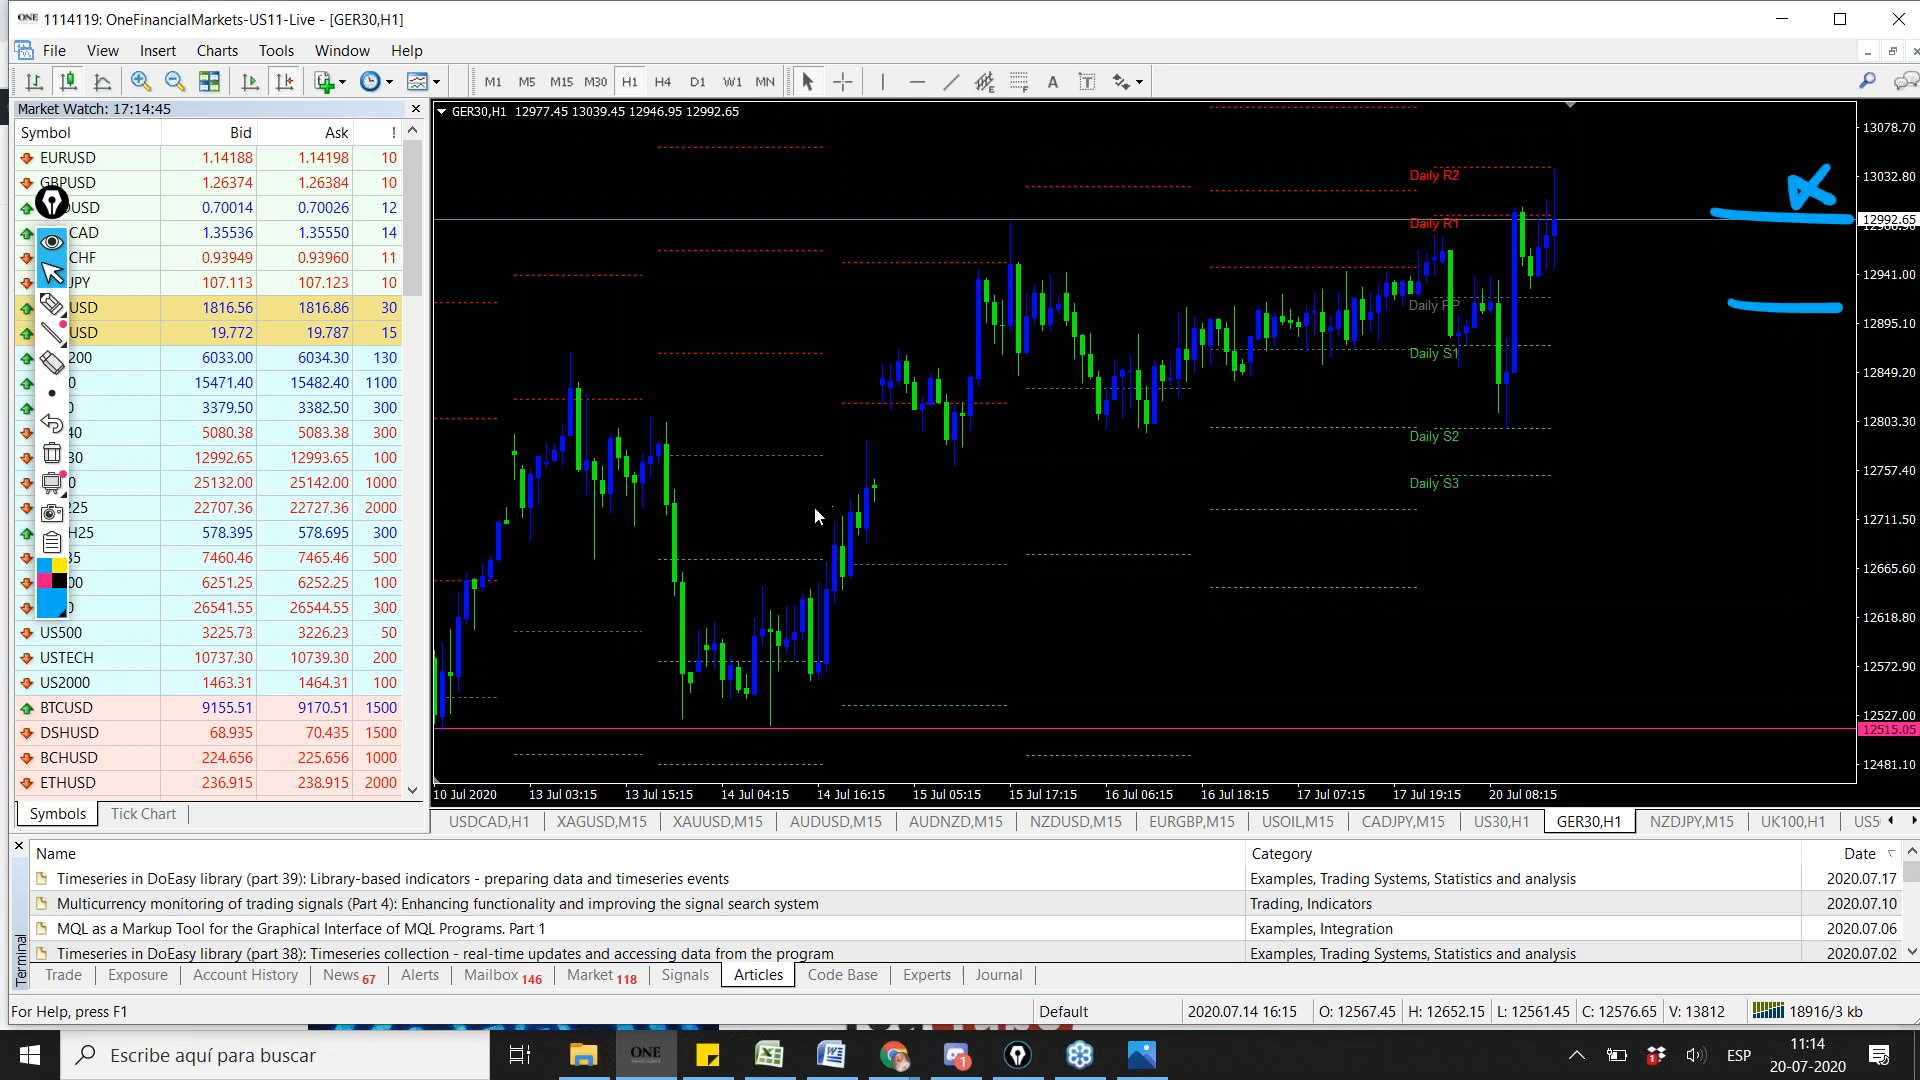 ONE 1114119: OneFinancialMarkets-US11-Live - [GER30,H1]
File View Insert Charts Tools Window Help
M1 M5 M15 M30 H1 H4 D1 W1 MN
Market Watch: 17:14:45
Symbol Bid Ask !
EURUSD 1.14188 1.14198 10
GBPUSD 1.26374 1.26384 10
USD 0.70014 0.70026 12
CAD 1.35536 1.35550 14
CHF 0.93949 0.93960 11
JPY 107.113 107.123 10
USD 1816.56 1816.86 30
USD 19.772 19.787 15
200 6033.00 6034.30 130
0 15471.40 15482.40 1100
0 3379.50 3382.50 300
40 5080.38 5083.38 300
30 12992.65 12993.65 100
0 25132.00 25142.00 1000
225 22707.36 22727.36 2000
H25 578.395 578.695 300
35 7460.46 7465.46 500
00 6251.25 6252.25 100
0 26541.55 26544.55 300
US500 3225.73 3226.23 50
USTECH 10737.30 10739.30 200
US2000 1463.31 1464.31 100
BTCUSD 9155.51 9170.51 1500
DSHUSD 68.935 70.435 1500
BCHUSD 224.656 225.656 1000
ETHUSD 236.915 238.915 2000
Symbols Tick Chart
GER30,H1 12977.45 13039.45 12946.95 12992.65
Daily R2
Daily R1
Daily PP
Daily S1
Daily S2
Daily S3
13078.70
13032.80
12992.65
12986.90
12941.00
12895.10
12849.20
12803.30
12757.40
12711.50
12665.60
12618.80
12572.90
12527.00
12515.05
12481.10
10 Jul 2020 13 Jul 03:15 13 Jul 15:15 14 Jul 04:15 14 Jul 16:15 15 Jul 05:15 15 Jul 17:15 16 Jul 06:15 16 Jul 18:15 17 Jul 07:15 17 Jul 19:15 20 Jul 08:15
USDCAD,H1 XAGUSD,M15 XAUUSD,M15 AUDUSD,M15 AUDNZD,M15 NZDUSD,M15 EURGBP,M15 USOIL,M15 CADJPY,M15 US30,H1 GER30,H1 NZDJPY,M15 UK100,H1 US5
Name Category Date
Timeseries in DoEasy library (part 39): Library-based indicators - preparing data and timeseries events Examples, Trading Systems, Statistics and analysis 2020.07.17
Multicurrency monitoring of trading signals (Part 4): Enhancing functionality and improving the signal search system Trading, Indicators 2020.07.10
MQL as a Markup Tool for the Graphical Interface of MQL Programs. Part 1 Examples, Integration 2020.07.06
Timeseries in DoEasy library (part 38): Timeseries collection - real-time updates and accessing data from the program Examples, Trading Systems, Statistics and analysis 2020.07.02
Terminal
Trade Exposure Account History News 67 Alerts Mailbox 146 Market 118 Signals Articles Code Base Experts Journal
For Help, press F1 Default 2020.07.14 16:15 O: 12567.45 H: 12652.15 L: 12561.45 C: 12576.65 V: 13812 18916/3 kb
Escribe aquí para buscar
ONE
ESP
11:14
20-07-2020